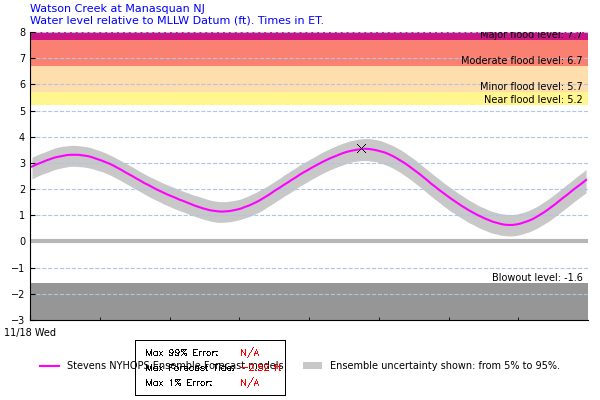 Watson Creek at Manasquan NJ
Water level relative to MLLW Datum (ft). Times in ET.
8
Major flood level: 7.7
7
Moderate flood level: 6.7
6
Minor flood level: 5.7
Near flood level: 5.2
5
4
3
2
1
0
−1
Blowout level: -1.6
−2
−3
11/18 Wed
Max 99% Error: N/A
Stevens NYHOPS Ensemble Forecast models
Max Forecast Tide:
Ensemble uncertainty shown: from 5% to 95%.
Max 1% Error: N/A